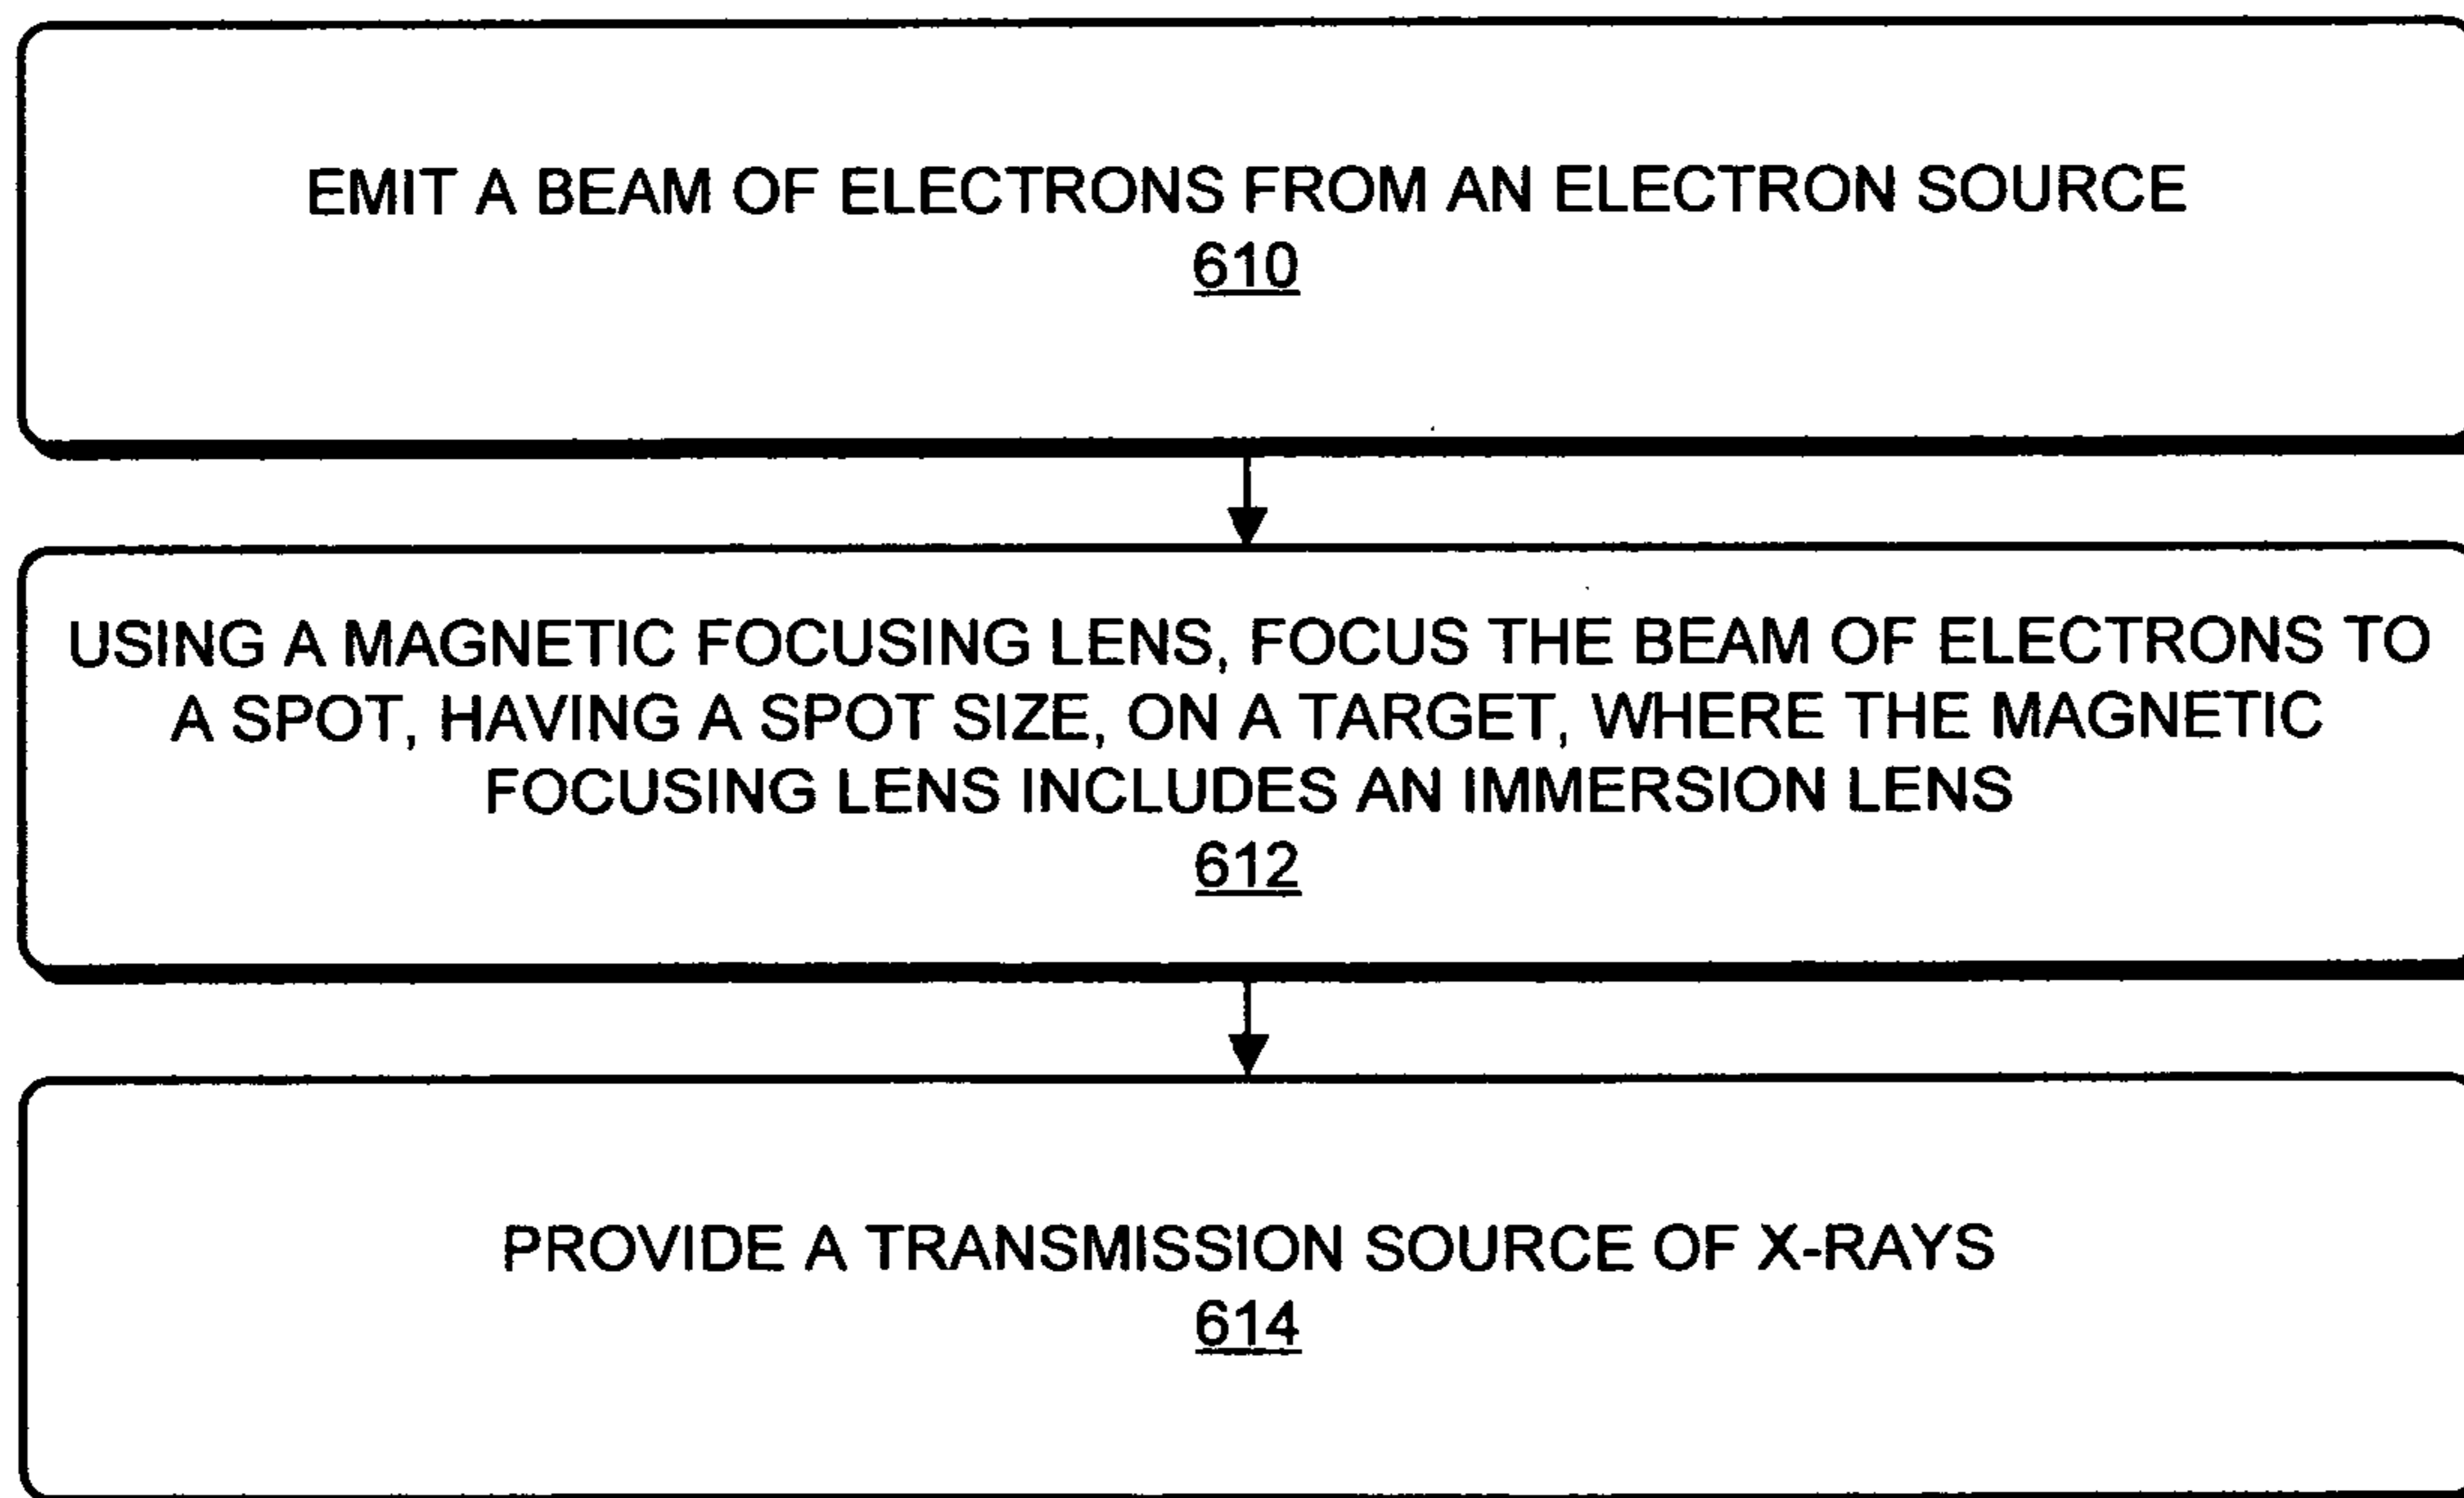 EMIT A BEAM OF ELECTRONS FROM AN ELECTRON SOURCE
610
USING A MAGNETIC FOCUSING LENS, FOCUS THE BEAM OF ELECTRONS TO
A SPOT, HAVING A SPOT SIZE, ON A TARGET, WHERE THE MAGNETIC
FOCUSING LENS INCLUDES AN IMMERSION LENS
612
PROVIDE A TRANSMISSION SOURCE OF X-RAYS
614